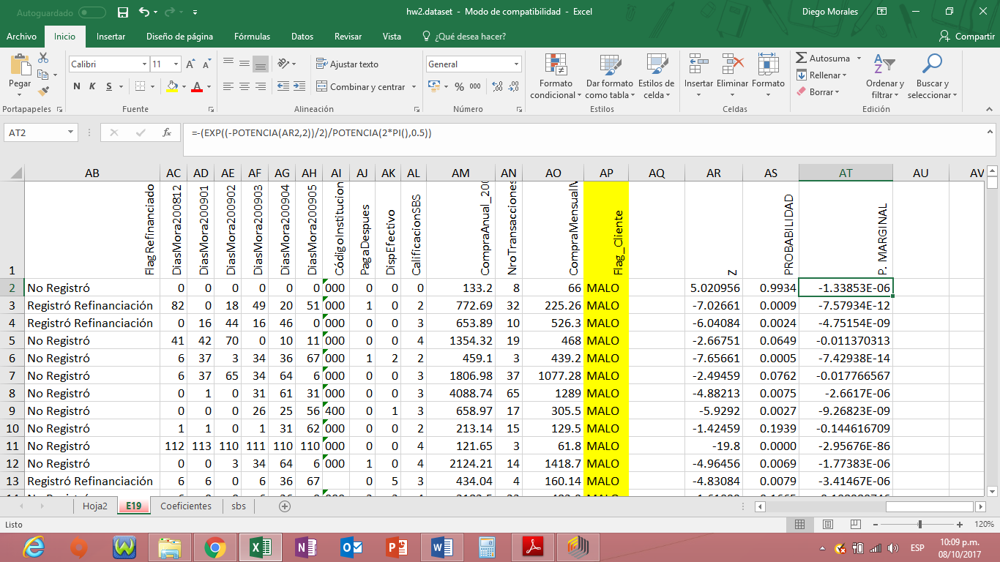 Autoguardado
hw2.dataset - Modo de compatibilidad - Excel
Diego Morales
Archivo Inicio Insertar Diseño de página Fórmulas Datos Revisar Vista ¿Qué desea hacer? Compartir
Pegar
Calibri 11
N K S
Ajustar texto
Combinar y centrar
General
% 000
Formato condicional
Dar formato como tabla
Estilos de celda
Insertar Eliminar Formato
Autosuma
Rellenar
Borrar
Ordenar y filtrar
Buscar y seleccionar
Portapapeles Fuente Alineación Número Estilos Celdas Edición
AT2 fx =-(EXP((-POTENCIA(AR2,2))/2)/POTENCIA(2*PI(),0.5))
AB AC AD AE AF AG AH AI AJ AK AL AM AN AO AP AQ AR AS AT AU AV
1 FlagRefinanciado DiasMora200812 DiasMora200901 DiasMora200902 DiasMora200903 DiasMora200904 DiasMora200905 CódigoInstitucion PagaDespues DispEfectivo CalificacionSBS CompraAnual_200 NroTransacciones CompraMensual Flag_Cliente Z PROBABILIDAD P. MARGINAL
2 No Registró 0 0 0 0 0 0 000 0 0 0 133.2 8 66 MALO 5.020956 0.9934 -1.33853E-06
3 Registró Refinanciación 82 0 18 49 20 51 000 1 0 2 772.69 32 225.26 MALO -7.02661 0.0009 -7.57934E-12
4 Registró Refinanciación 0 16 44 16 46 0 000 0 0 3 653.89 10 526.3 MALO -6.04084 0.0024 -4.75154E-09
5 No Registró 41 42 70 0 10 11 000 0 0 4 1354.32 19 468 MALO -2.66751 0.0649 -0.011370313
6 No Registró 6 37 3 34 36 67 000 1 2 2 459.1 3 439.2 MALO -7.65661 0.0005 -7.42938E-14
7 No Registró 6 37 65 34 64 6 000 0 0 3 1806.98 37 1077.28 MALO -2.49459 0.0762 -0.017766567
8 No Registró 0 1 0 31 61 31 000 0 0 3 4088.74 65 1289 MALO -4.88213 0.0075 -2.6617E-06
9 No Registró 0 0 0 26 25 56 400 0 1 3 658.97 17 305.5 MALO -5.9292 0.0027 -9.26823E-09
10 No Registró 1 1 0 1 31 62 000 0 0 2 213.14 15 129.5 MALO -1.42459 0.1939 -0.144616709
11 No Registró 112 113 110 111 110 110 000 0 0 4 121.65 3 61.8 MALO -19.8 0.0000 -2.95676E-86
12 No Registró 0 0 3 34 64 6 000 1 0 4 2124.21 14 1418.7 MALO -4.96456 0.0069 -1.77383E-06
13 Registró Refinanciación 6 6 0 6 36 67 0 5 3 434.04 4 160.14 MALO -4.83084 0.0079 -3.41467E-06
Hoja2 E19 Coeficientes sbs
Listo
120%
ESP
10:09 p.m.
08/10/2017